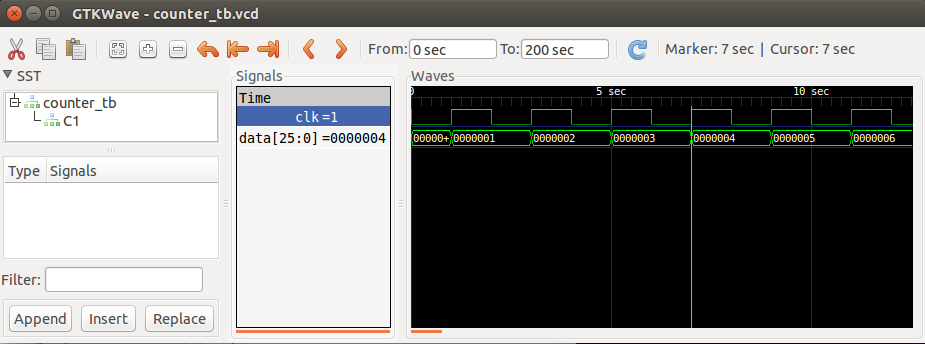 GTKWave - counter_tb.vcd
From: 0 sec To: 200 sec Marker: 7 sec | Cursor: 7 sec
SST
counter_tb
C1
Type Signals
Filter:
Append Insert Replace
Signals
Time
clk =1
data[25:0] =0000004
Waves
0 5 sec 10 sec
00000+ 0000001 0000002 0000003 0000004 0000005 0000006